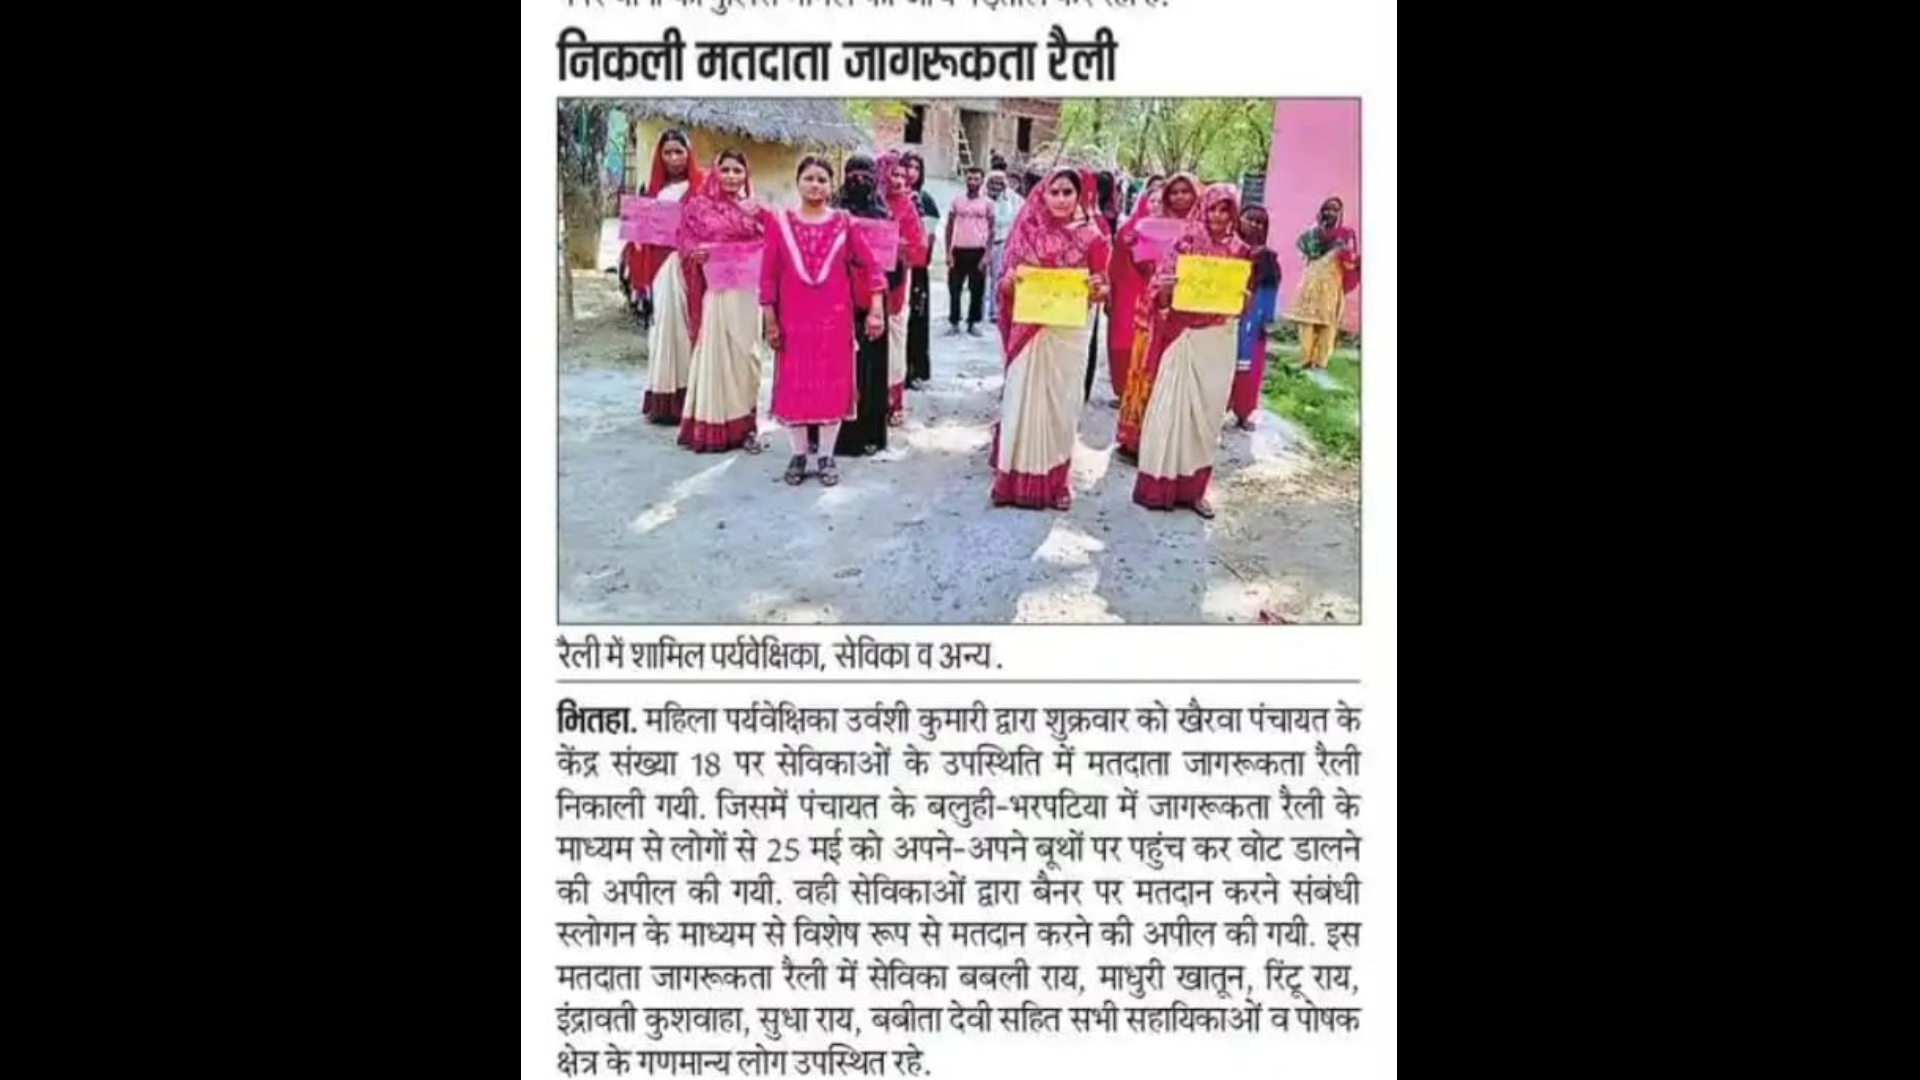 निकली मतदाता जागरूकता रैली
रैली में शामिल पर्यवेक्षिका, सेविका व अन्य.
भितहा. महिला पर्यवेक्षिका उर्वशी कुमारी द्वारा शुक्रवार को खैरवा पंचायत के
केंद्र संख्या 18 पर सेविकाओं के उपस्थिति में मतदाता जागरूकता रैली
निकाली गयी. जिसमें पंचायत के बलुही-भरपटिया में जागरूकता रैली के
माध्यम से लोगों से 25 मई को अपने-अपने बूथों पर पहुंच कर वोट डालने
की अपील की गयी. वही सेविकाओं द्वारा बैनर पर मतदान करने संबंधी
स्लोगन के माध्यम से विशेष रूप से मतदान करने की अपील की गयी. इस
मतदाता जागरूकता रैली में सेविका बबली राय, माधुरी खातून, रिंटू राय,
इंद्रावती कुशवाहा, सुधा राय, बबीता देवी सहित सभी सहायिकाओं व पोषक
क्षेत्र के गणमान्य लोग उपस्थित रहे.